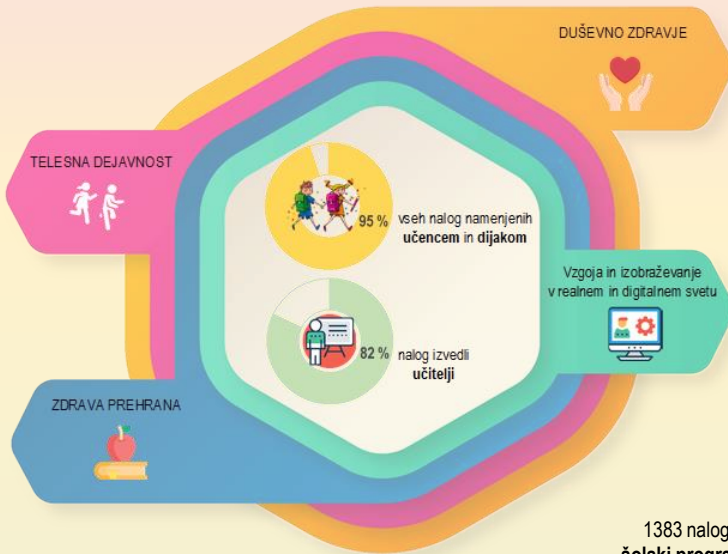 DUŠEVNO ZDRAVJE
TELESNA DEJAVNOST
95 %
vseh nalog namenjenih
učencem in dijakom
Vzgoja in izobraževanje
v realnem in digitalnem svetu
82 %
nalog izvedli
učitelji
ZDRAVA PREHRANA
1383 nalog